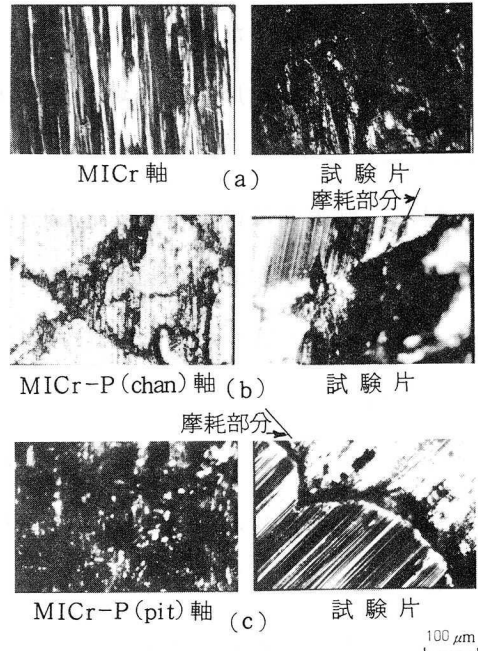 MICr 軸 (a) 試験片
摩耗部分
MICr-P(chan)軸 (b) 試験片
摩耗部分
MICr-P(pit)軸 (c) 試験片
100 μm